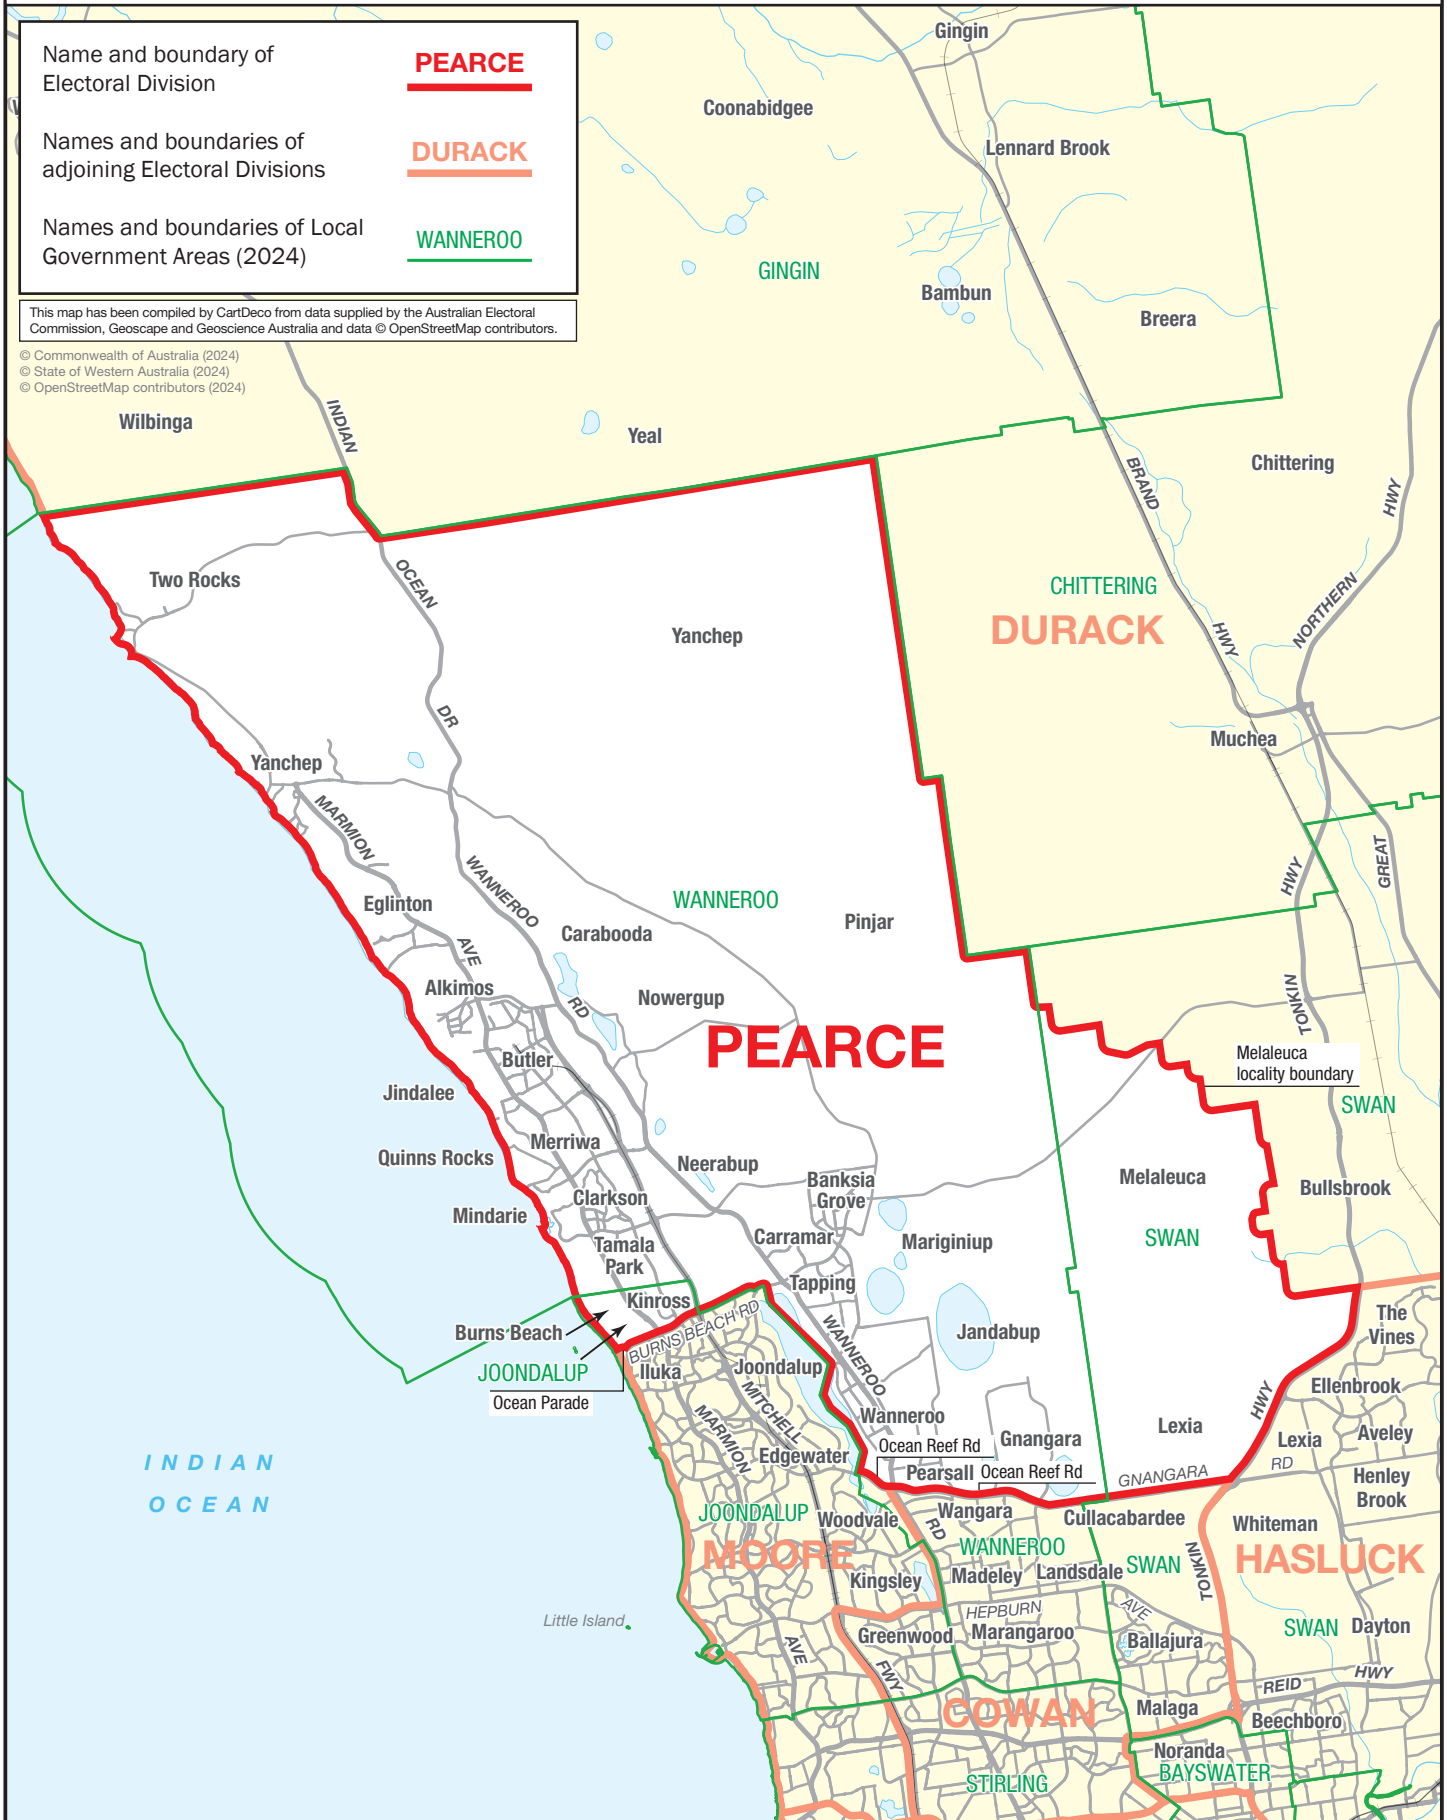 Name and boundary of
Electoral Division
PEARCE
Names and boundaries of
adjoining Electoral Divisions
DURACK
Names and boundaries of Local
Government Areas (2024)
WANNEROO
This map has been compiled by CartDeco from data supplied by the Australian Electoral
Commission, Geoscape and Geoscience Australia and data © OpenStreetMap contributors.
© Commonwealth of Australia (2024)
© State of Western Australia (2024)
© OpenStreetMap contributors (2024)
Gingin
Coonabidgee
Lennard Brook
GINGIN
Bambun
Breera
Wilbinga
INDIAN
Yeal
Chittering
BRAND
HWY
Two Rocks
OCEAN
CHITTERING
DURACK
NORTHERN
HWY
Yanchep
DR
Muchea
Yanchep
MARMION
WANNEROO
GREAT
HWY
Eglinton
WANNEROO
Pinjar
Carabooda
AVE
Alkimos
RD
Nowergup
TONKIN
PEARCE
Butler
Melaleuca
locality boundary
Jindalee
SWAN
Merriwa
Quinns Rocks
Neerabup
Banksia
Grove
Melaleuca
Bullsbrook
Clarkson
Mindarie
Carramar
Mariginiup
SWAN
Tamala
Park
Tapping
Kinross
The
Vines
Burns Beach
BURNS BEACH RD
WANNEROO
Jandabup
JOONDALUP
Iluka
Joondalup
Ocean Parade
MITCHELL
MARMION
Ellenbrook
HWY
Wanneroo
Lexia
Lexia
Aveley
Ocean Reef Rd
Gnangara
Edgewater
INDIAN
OCEAN
Pearsall
Ocean Reef Rd
GNANGARA
RD
Henley
Brook
JOONDALUP
Woodvale
Wangara
Cullacabardee
Whiteman
RD
MOORE
WANNEROO
SWAN
TONKIN
HASLUCK
Kingsley
Madeley
Landsdale
HEPBURN
AVE
Little Island
Greenwood
Marangaroo
Ballajura
SWAN
Dayton
AVE
FWY
REID
HWY
COWAN
Malaga
Beechboro
Noranda
BAYSWATER
STIRLING